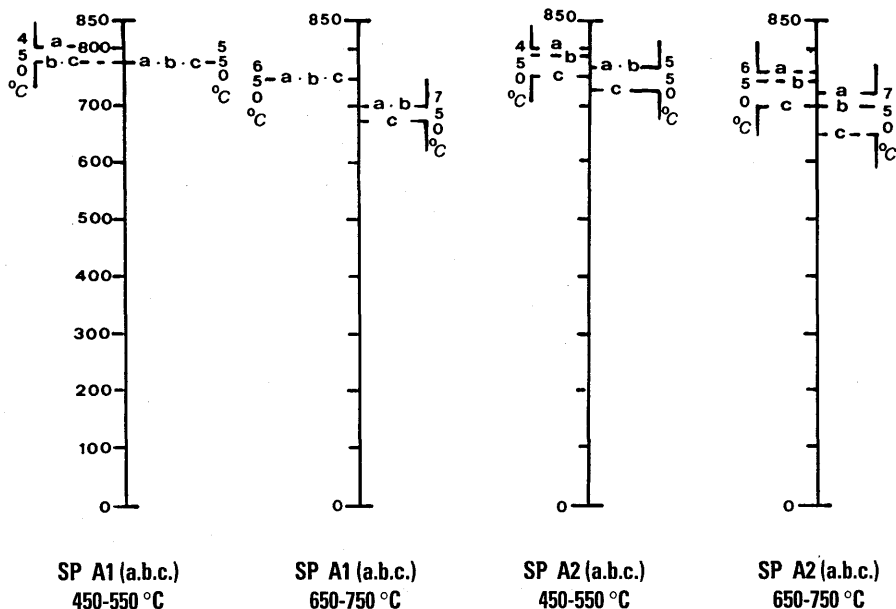 850
800
700
600
500
400
300
200
100
0
4 5 0 °C
a
b · c
a · b · c
5 5 0
SP A1 (a.b.c.)
450-550 °C
850
0
6 5 0 °C
a · b · c
a · b
c
7 5 0 °C
SP A1 (a.b.c.)
650-750 °C
850
0
4 5 0 °C
a
b
c
a · b
c
5 5 0 °C
SP A2 (a.b.c.)
450-550 °C
850
0
6 5 0 °C
a
b
c
a
b
c
7 5 0 °C
SP A2 (a.b.c.)
650-750 °C